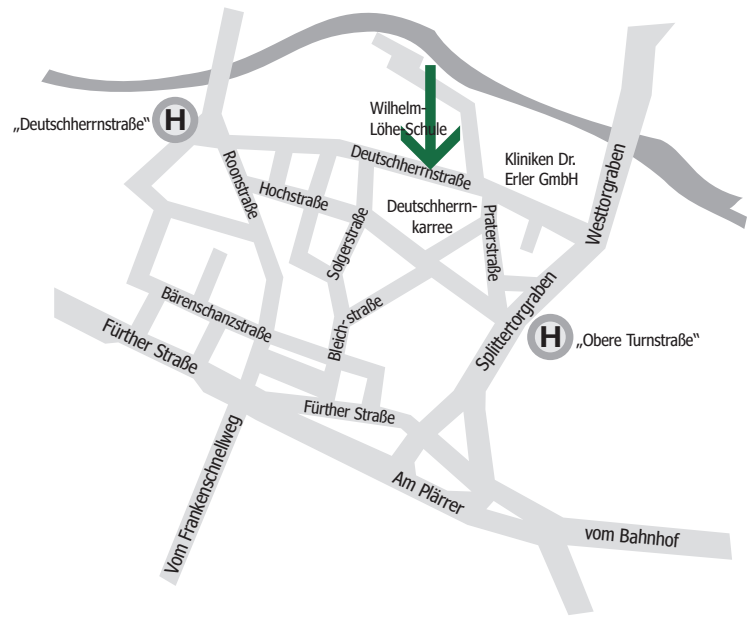 „Deutschherrnstraße“ H
Wilhelm-
Löhe Schule
Deutschherrnstraße
Kliniken Dr.
Erler GmbH
Westtorgraben
Roonstraße
Hochstraße
Deutschherrn-
karree
Praterstraße
Solgerstraße
Bärenschanzstraße
Bleich-straße
Splittertorgraben
H „Obere Turnstraße“
Fürther Straße
Fürther Straße
Am Plärrer
Vom Frankenschnellweg
vom Bahnhof